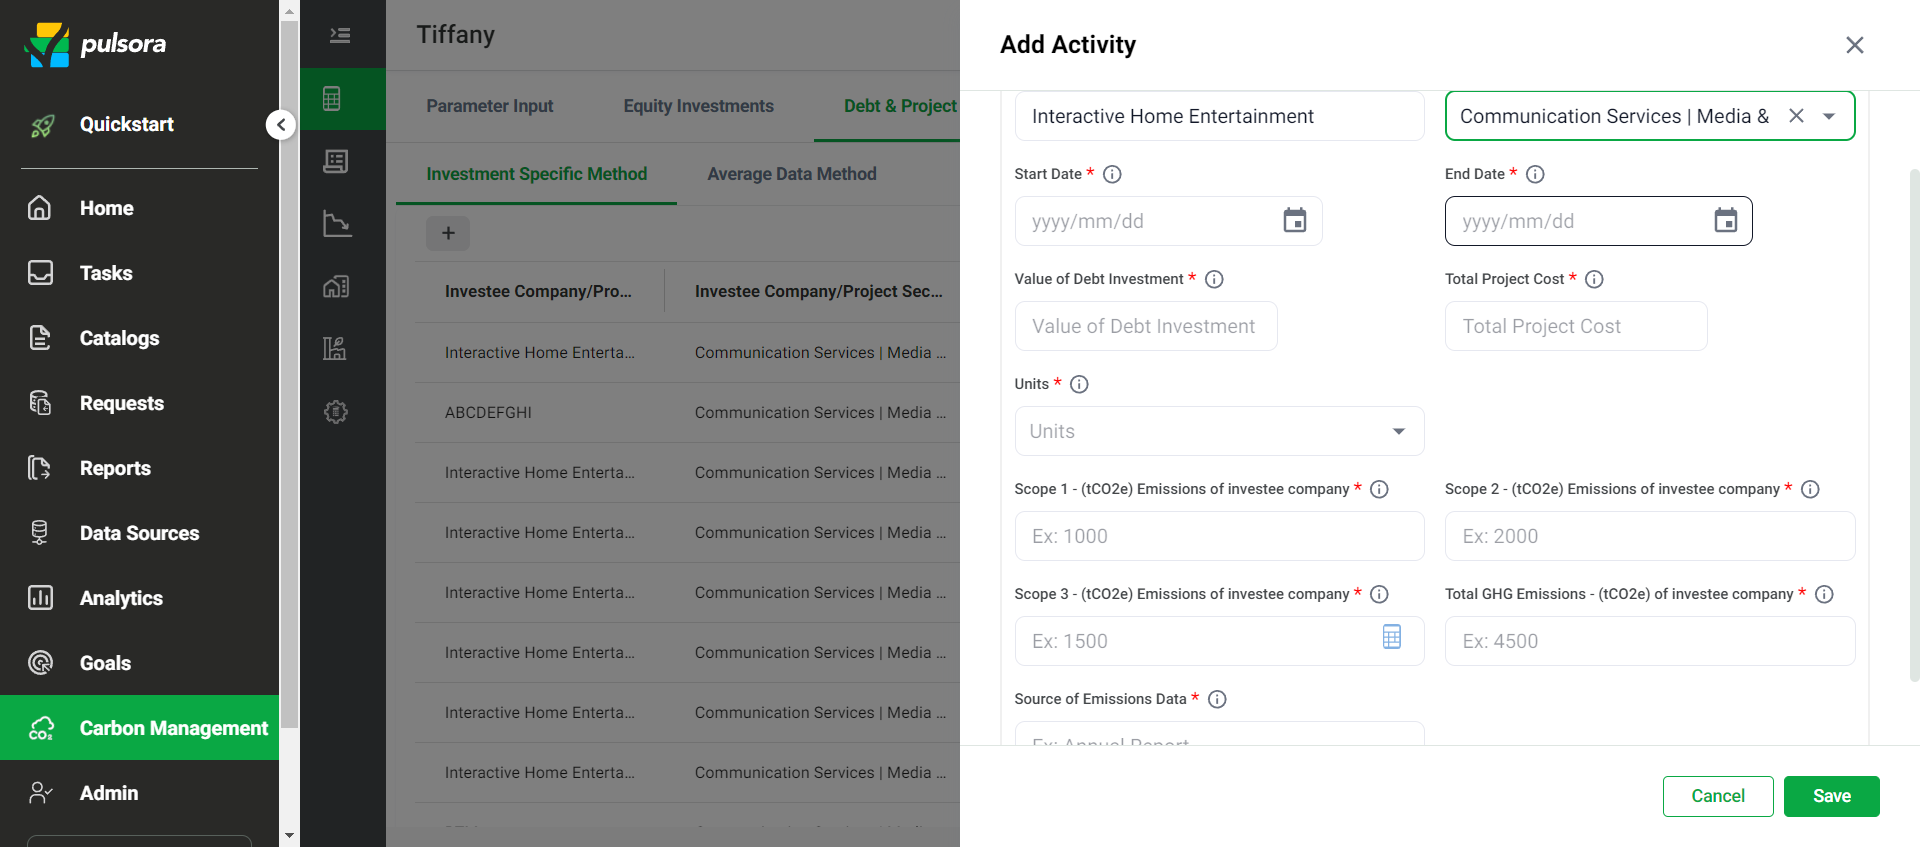 pulsora
Quickstart
Home
Tasks
Catalogs
Requests
Reports
Data Sources
Analytics
Goals
CO₂
Carbon Management
Admin
Tiffany
Parameter Input
Equity Investments
Debt & Project
Investment Specific Method
Average Data Method
+
Investee Company/Pro...
Investee Company/Project Sec...
Interactive Home Enterta...
Communication Services | Media ...
ABCDEFGHI
Communication Services | Media ...
Interactive Home Enterta...
Communication Services | Media ...
Interactive Home Enterta...
Communication Services | Media ...
Interactive Home Enterta...
Communication Services | Media ...
Interactive Home Enterta...
Communication Services | Media ...
Interactive Home Enterta...
Communication Services | Media ...
Interactive Home Enterta...
Communication Services | Media ...
Add Activity
Interactive Home Entertainment
Communication Services | Media &
Start Date *
End Date *
yyyy/mm/dd
yyyy/mm/dd
Value of Debt Investment *
Total Project Cost *
Value of Debt Investment
Total Project Cost
Units *
Units
Scope 1 - (tCO2e) Emissions of investee company *
Scope 2 - (tCO2e) Emissions of investee company *
Ex: 1000
Ex: 2000
Scope 3 - (tCO2e) Emissions of investee company *
Total GHG Emissions - (tCO2e) of investee company *
Ex: 1500
Ex: 4500
Source of Emissions Data *
Ex: Annual Report
Cancel
Save